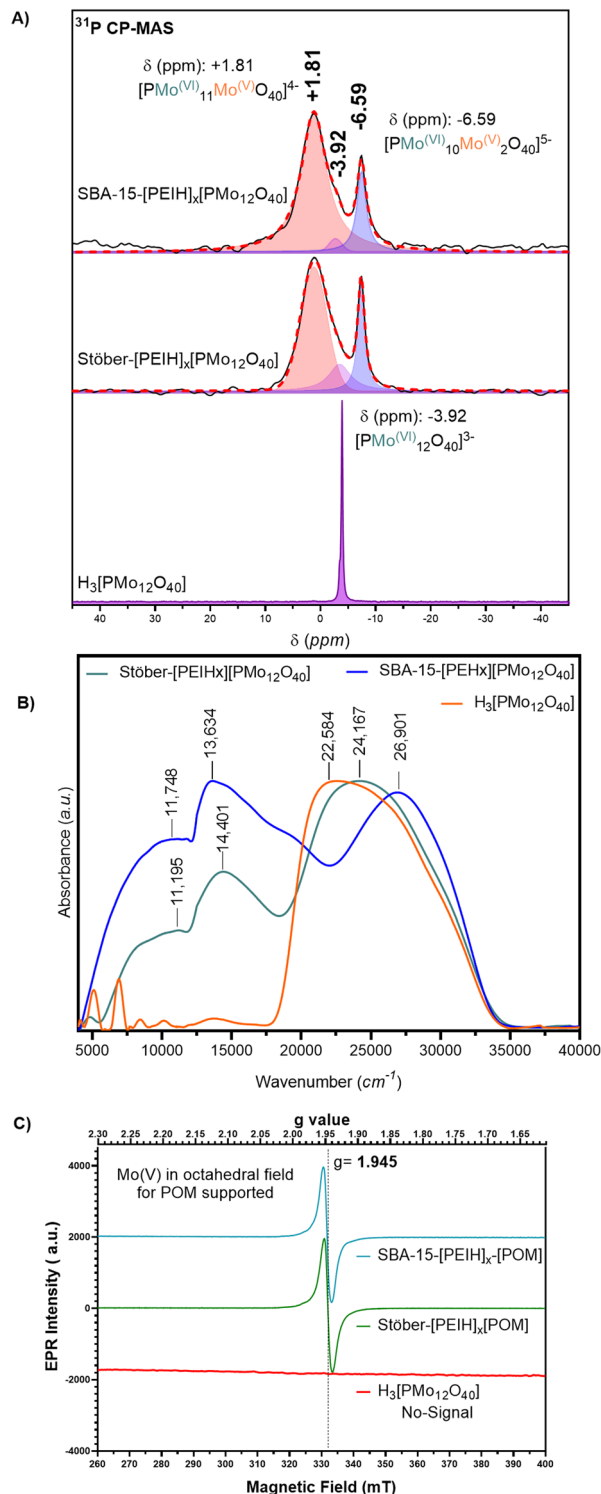 A)
³¹P CP-MAS
δ (ppm): +1.81
[PMo⁽ⱽᴵ⁾₁₁Mo⁽ⱽ⁾O₄₀]⁴⁻
+1.81
-3.92
-6.59
δ (ppm): -6.59
[PMo⁽ⱽᴵ⁾₁₀Mo⁽ⱽ⁾₂O₄₀]⁵⁻
SBA-15-[PEIH]ₓ[PMo₁₂O₄₀]
Stöber-[PEIH]ₓ[PMo₁₂O₄₀]
δ (ppm): -3.92
[PMo⁽ⱽᴵ⁾₁₂O₄₀]³⁻
H₃[PMo₁₂O₄₀]
40 30 20 10 0 -10 -20 -30 -40
δ (ppm)
B)
Stöber-[PEIHx][PMo₁₂O₄₀]
SBA-15-[PEHx][PMo₁₂O₄₀]
H₃[PMo₁₂O₄₀]
11,748
13,634
11,195
14,401
22,584
24,167
26,901
Absorbance (a.u.)
5000 10000 15000 20000 25000 30000 35000 40000
Wavenumber (cm⁻¹)
C)
g value
2.30 2.25 2.20 2.15 2.10 2.05 2.00 1.95 1.90 1.85 1.80 1.75 1.70
Mo(V) in octahedral field
for POM supported
g= 1.945
SBA-15-[PEIH]ₓ-[POM]
Stöber-[PEIH]ₓ[POM]
H₃[PMo₁₂O₄₀]
No-Signal
EPR Intensity ( a.u.)
4000
2000
0
-2000
-4000
260 270 280 290 300 310 320 330 340 350 360 370 380 390 400
Magnetic Field (mT)